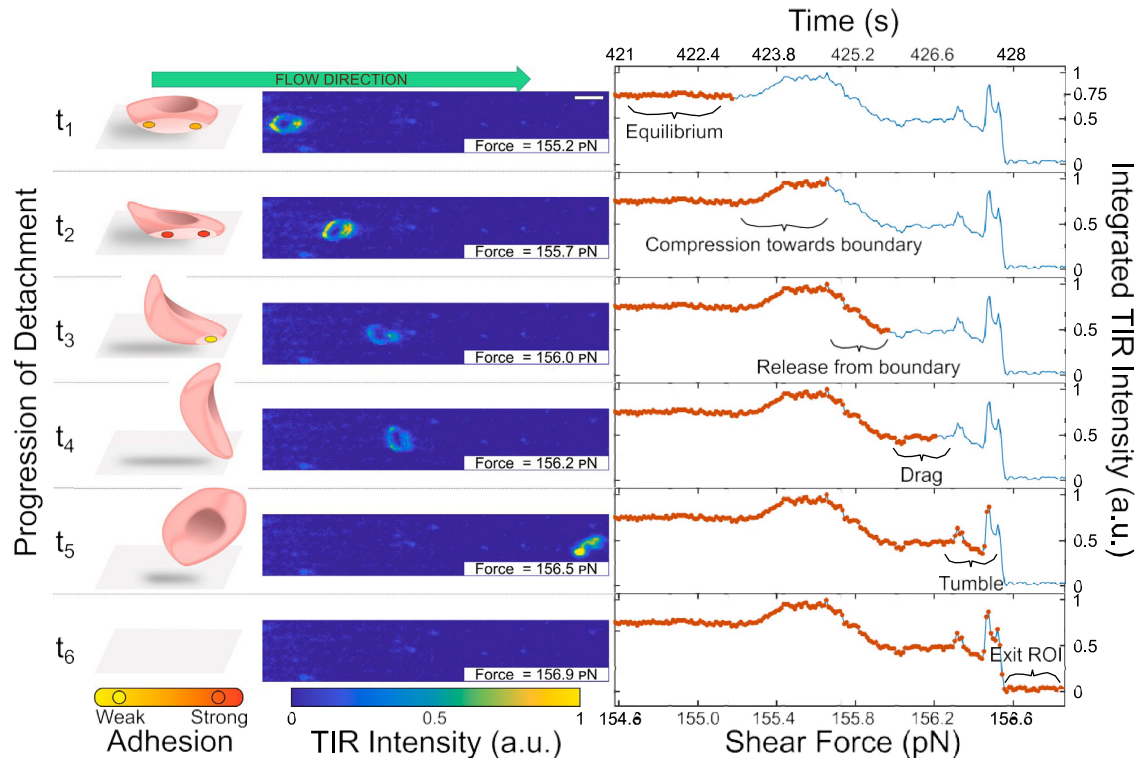 Time (s)
421 422.4 423.8 425.2 426.6 428
FLOW DIRECTION
Progression of Detachment
Integrated TIR Intensity (a.u.)
t1
Force = 155.2 pN
Equilibrium
1
0.75
0.5
0
t2
Force = 155.7 pN
Compression towards boundary
1
0.5
0
t3
Force = 156.0 pN
Release from boundary
1
0.5
0
t4
Force = 156.2 pN
Drag
1
0.5
0
t5
Force = 156.5 pN
Tumble
1
0.5
0
t6
Force = 156.9 pN
Exit ROI
1
0.5
0
Weak Strong
Adhesion
0 0.5 1
TIR Intensity (a.u.)
154.6 155.0 155.4 155.8 156.2 156.6
Shear Force (pN)